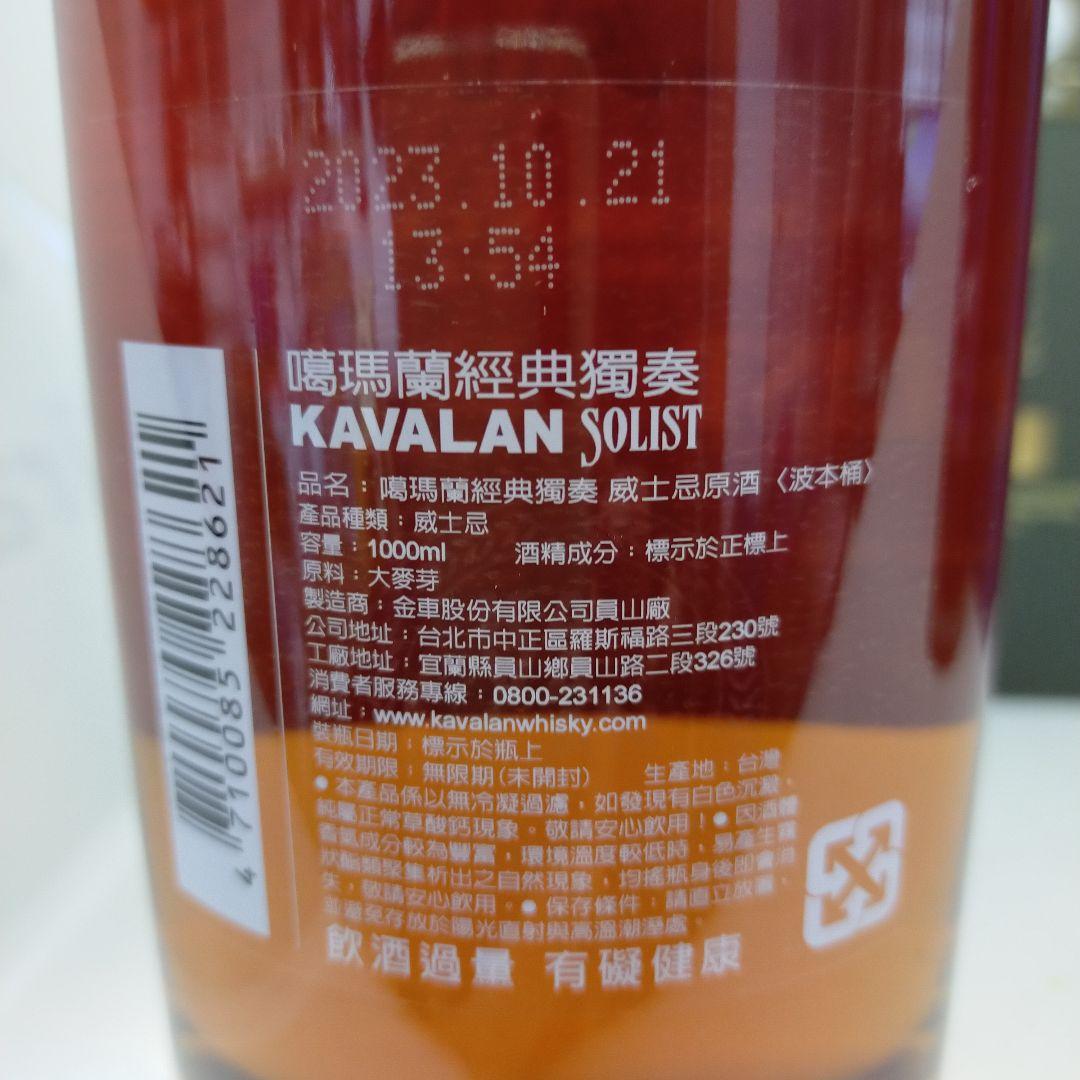 2023.10.21
13:54
噶瑪蘭經典獨奏
KAVALAN SOLIST
品名：噶瑪蘭經典獨奏 威士忌原酒〈波本桶〉
產品種類：威士忌
容量：1000ml 酒精成分：標示於正標上
原料：大麥芽
製造商：金車股份有限公司員山廠
公司地址：台北市中正區羅斯福路三段230號
工廠地址：宜蘭縣員山鄉員山路二段326號
消費者服務專線：0800-231136
網址：www.kavalanwhisky.com
裝瓶日期：標示於瓶上
有效期限：無限期(未開封) 生產地：台灣
●本產品係以無冷凝過濾，如發現有白色沉澱，
純屬正常草酸鈣現象。敬請安心飲用！●因酒體
香氣成分較為豐富，環境溫度較低時，易產生霧
狀酯類聚集析出之自然現象，均搖瓶身後即會消
失，敬請安心飲用。●保存條件：請直立放置，
並避免存放於陽光直射與高溫潮溼處。
飲酒過量 有礙健康
4 710085 228621